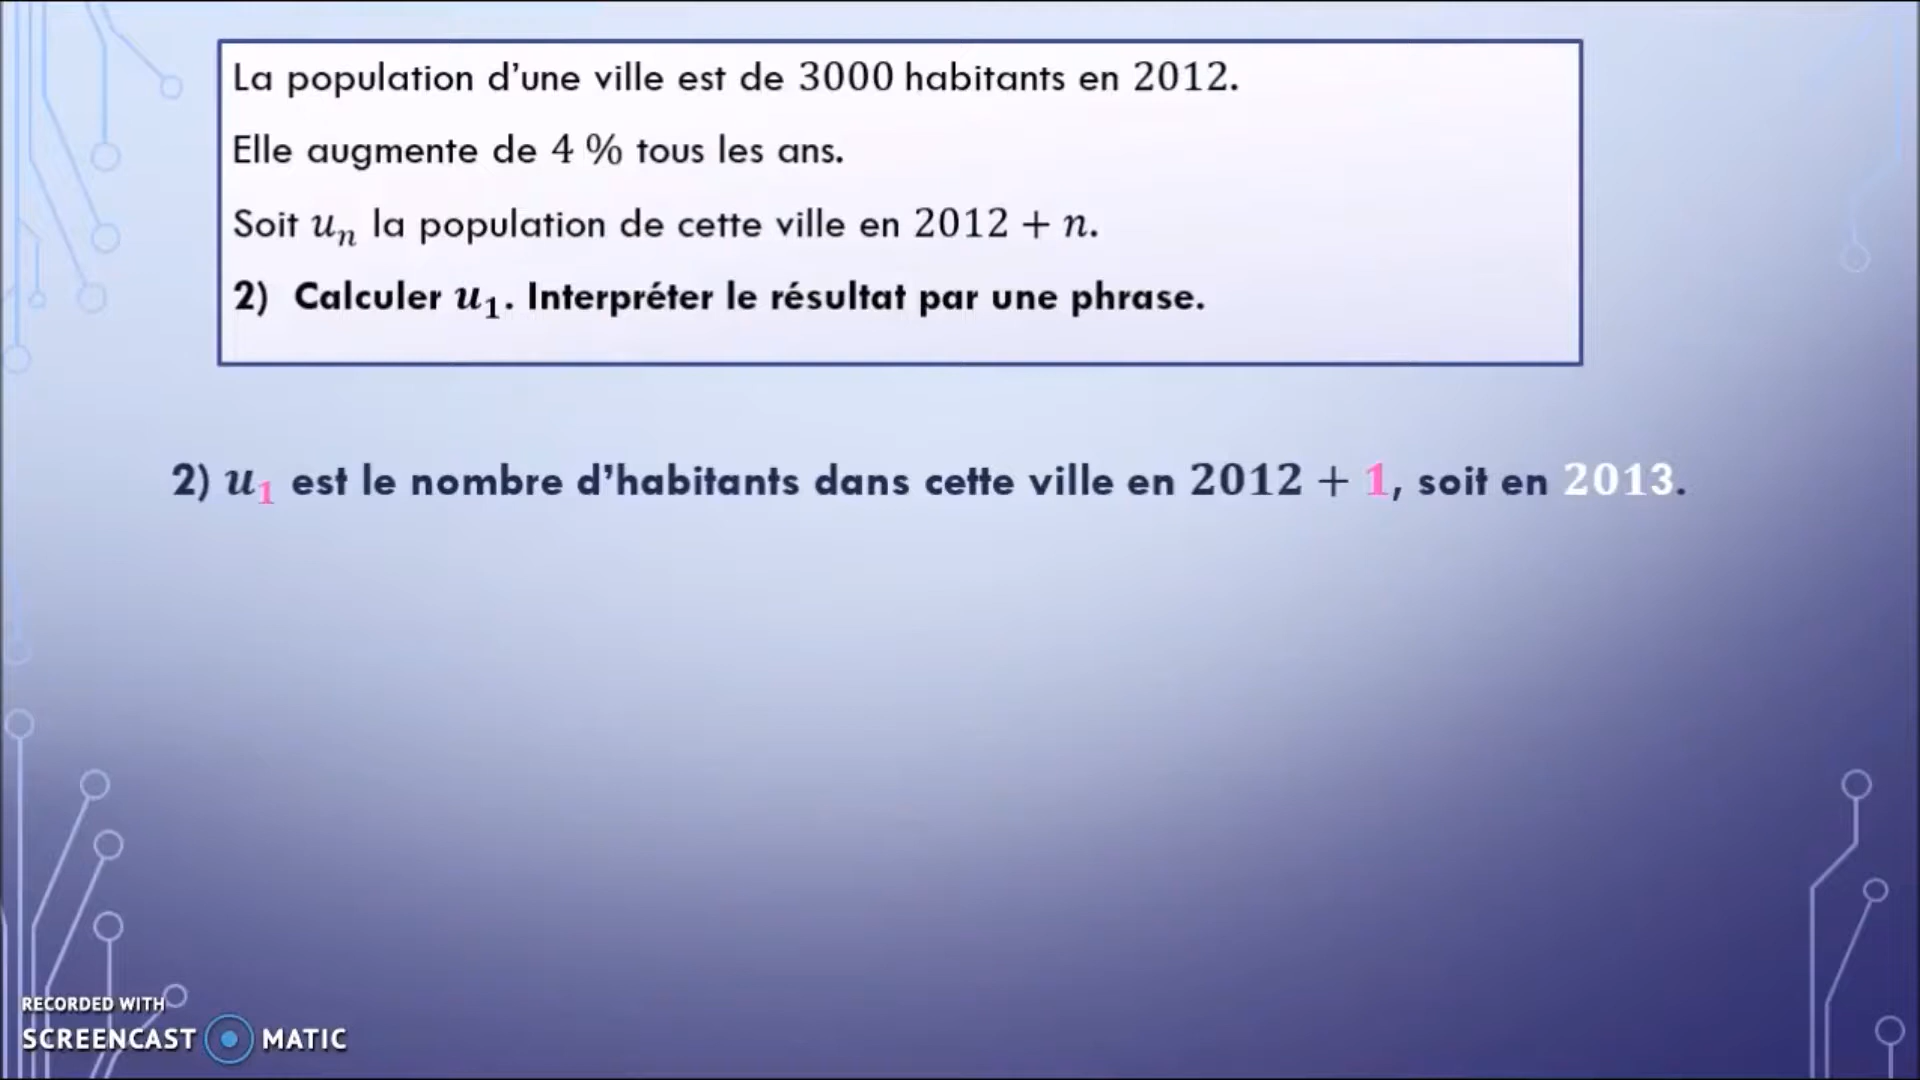 La population d’une ville est de 3000 habitants en 2012.
Elle augmente de 4 % tous les ans.
Soit uₙ la population de cette ville en 2012 + n.
2) Calculer u₁. Interpréter le résultat par une phrase.
2) u₁ est le nombre d’habitants dans cette ville en 2012 + 1, soit en 2013.
RECORDED WITH
SCREENCAST MATIC